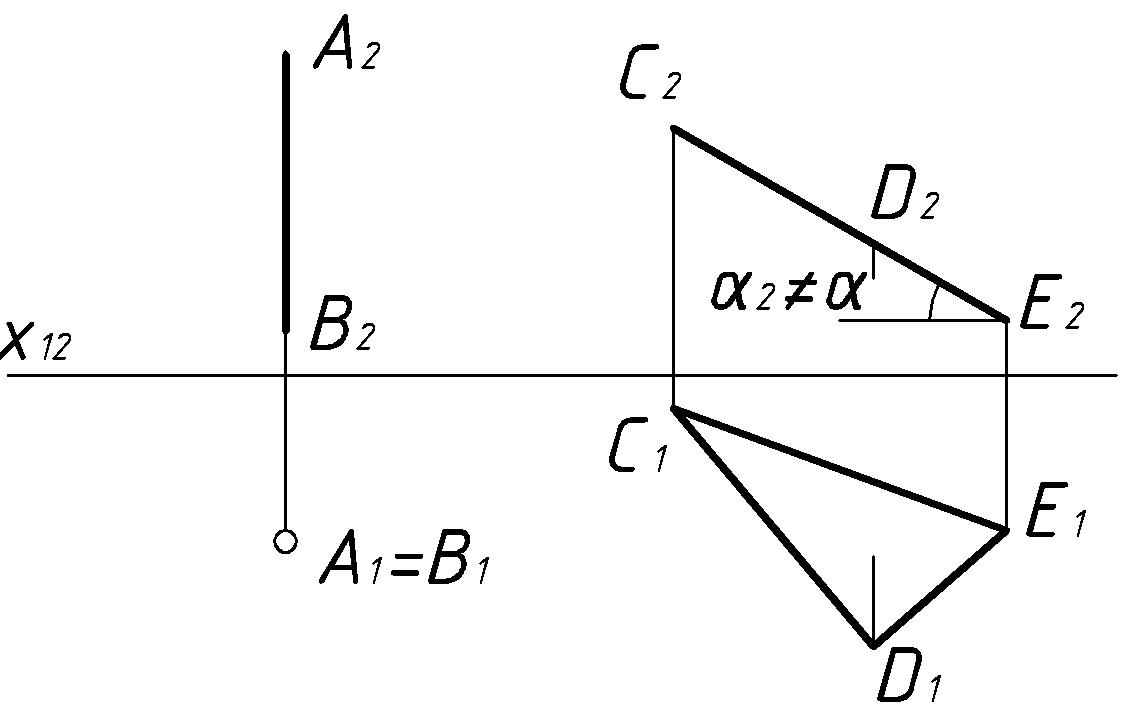 A₂
C₂
D₂
α₂≠α
E₂
B₂
x₁₂
C₁
E₁
A₁=B₁
D₁